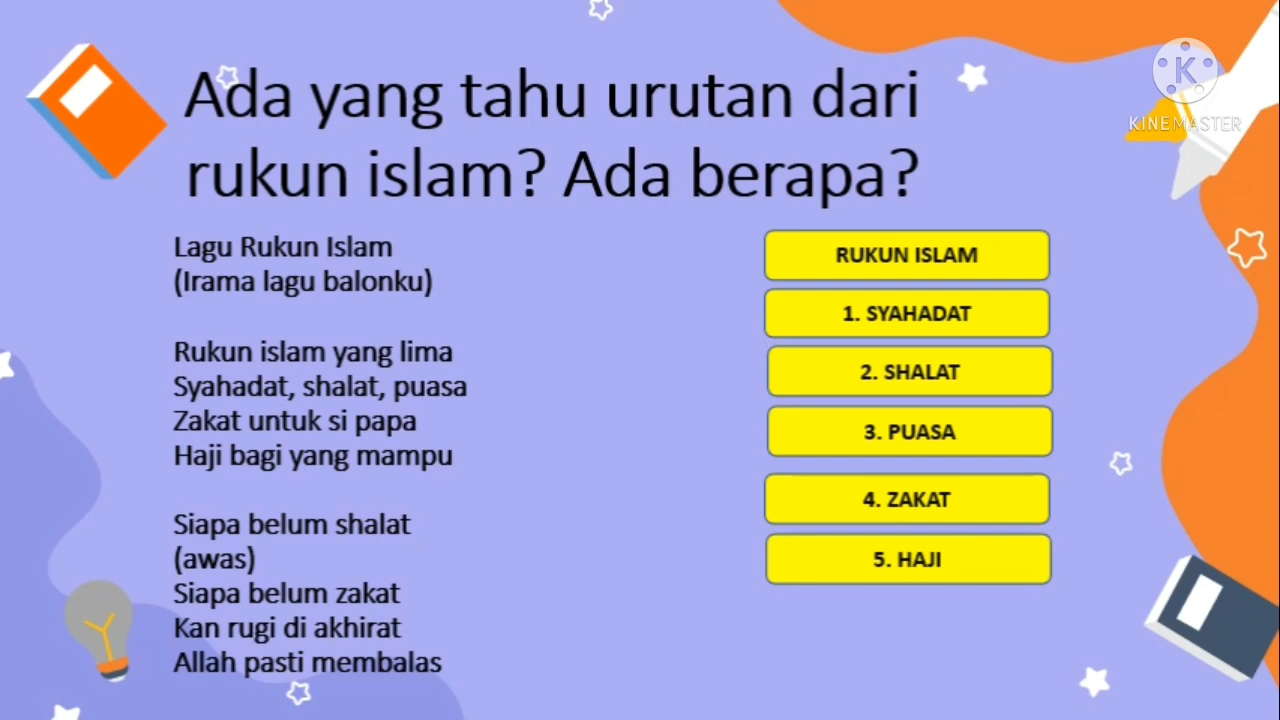 Ada yang tahu urutan dari
rukun islam? Ada berapa?
Lagu Rukun Islam
(Irama lagu balonku)
Rukun islam yang lima
Syahadat, shalat, puasa
Zakat untuk si papa
Haji bagi yang mampu
Siapa belum shalat
(awas)
Siapa belum zakat
Kan rugi di akhirat
Allah pasti membalas
RUKUN ISLAM
1. SYAHADAT
2. SHALAT
3. PUASA
4. ZAKAT
5. HAJI
K
KINEMASTER